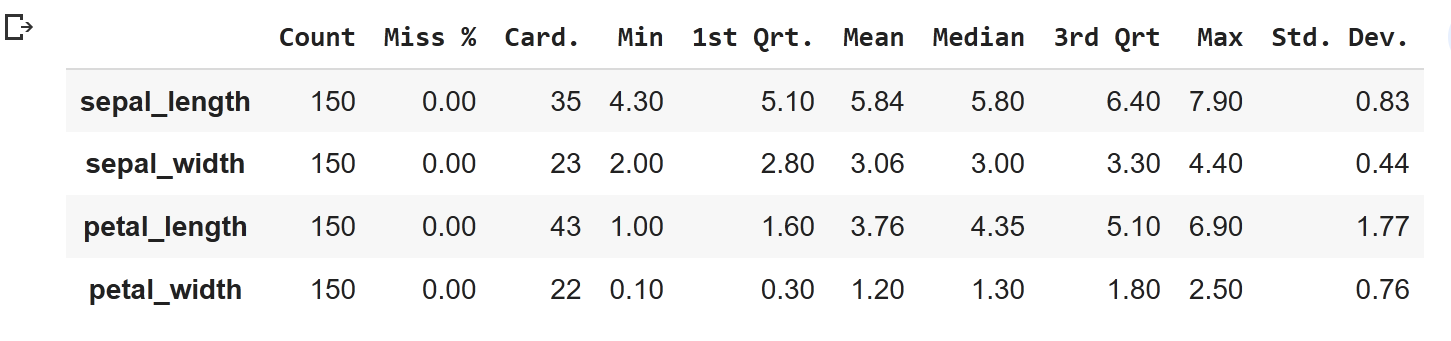 Count Miss % Card. Min 1st Qrt. Mean Median 3rd Qrt Max Std. Dev.
sepal_length 150 0.00 35 4.30 5.10 5.84 5.80 6.40 7.90 0.83
sepal_width 150 0.00 23 2.00 2.80 3.06 3.00 3.30 4.40 0.44
petal_length 150 0.00 43 1.00 1.60 3.76 4.35 5.10 6.90 1.77
petal_width 150 0.00 22 0.10 0.30 1.20 1.30 1.80 2.50 0.76